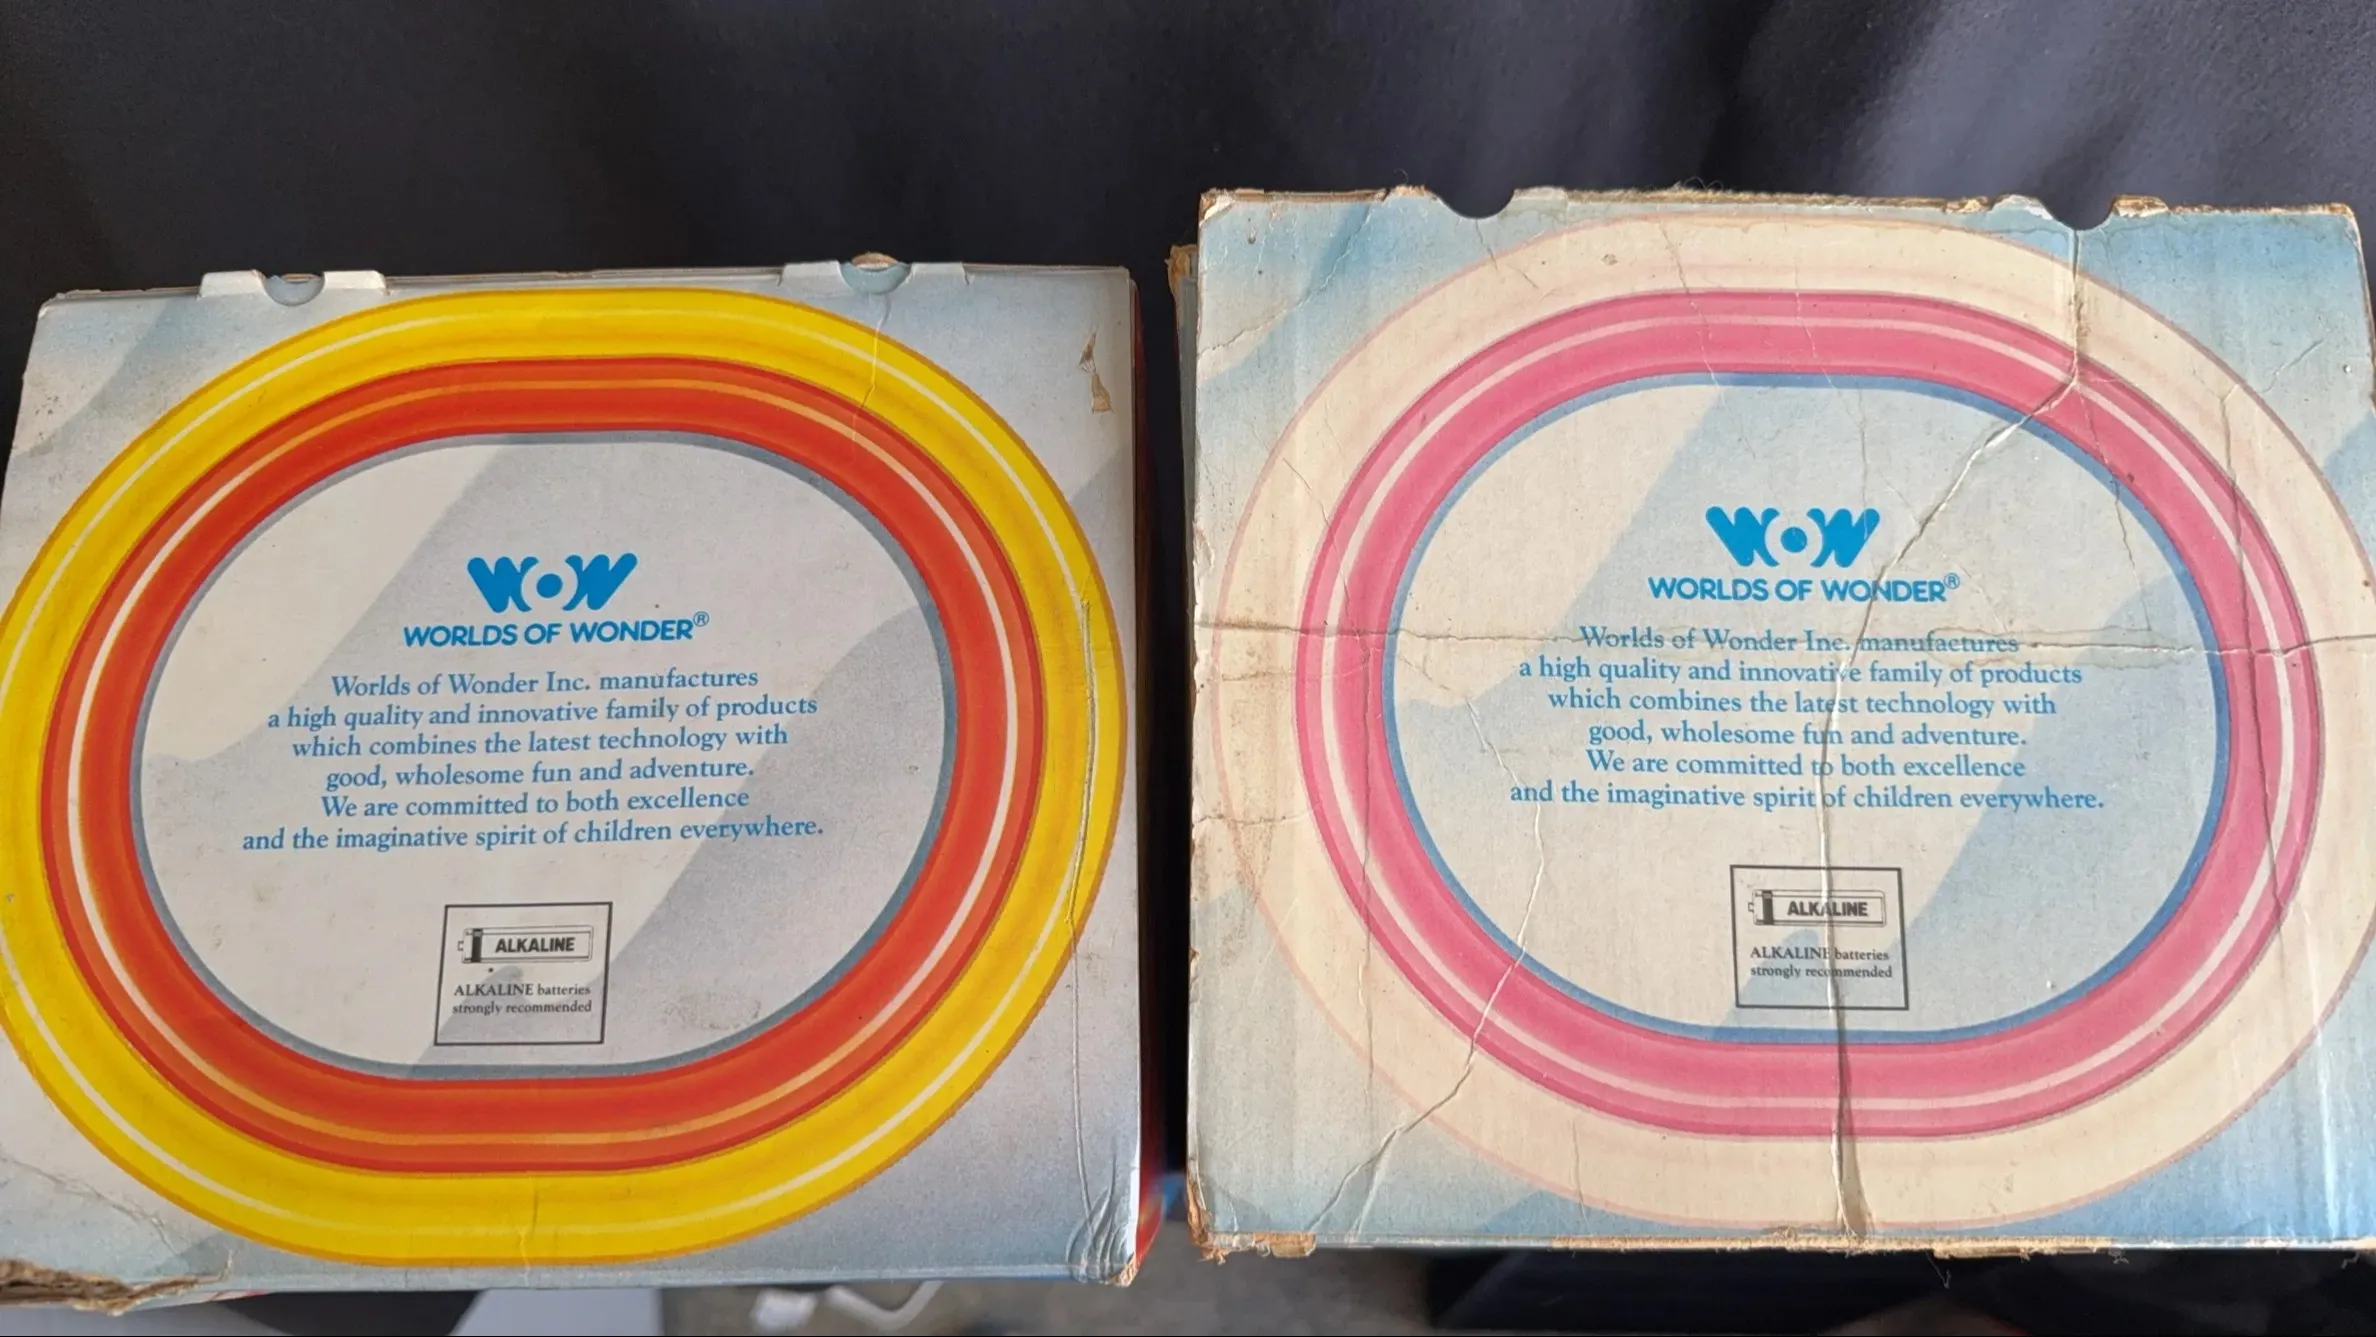 WOW
WORLDS OF WONDER®
Worlds of Wonder Inc. manufactures
a high quality and innovative family of products
which combines the latest technology with
good, wholesome fun and adventure.
We are committed to both excellence
and the imaginative spirit of children everywhere.
ALKALINE
ALKALINE batteries
strongly recommended
WOW
WORLDS OF WONDER®
Worlds of Wonder Inc. manufactures
a high quality and innovative family of products
which combines the latest technology with
good, wholesome fun and adventure.
We are committed to both excellence
and the imaginative spirit of children everywhere.
ALKALINE
ALKALINE batteries
strongly recommended